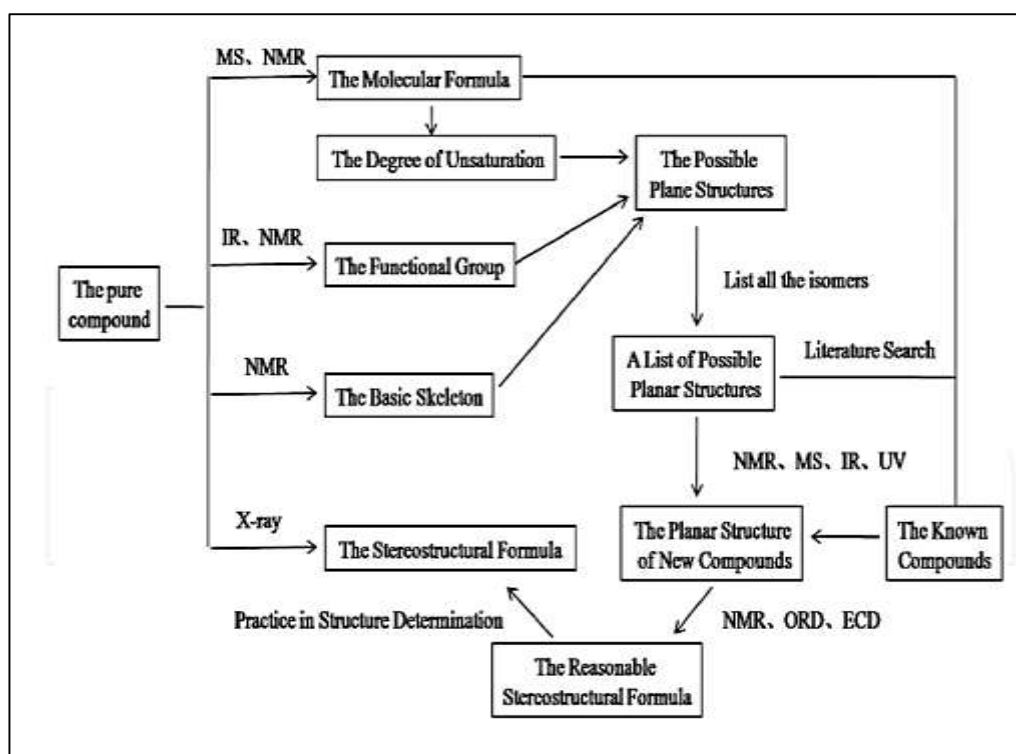 MS、NMR
The Molecular Formula
The Degree of Unsaturation
The Possible
Plane Structures
IR、NMR
The Functional Group
The pure
compound
List all the isomers
NMR
The Basic Skeleton
A List of Possible
Planar Structures
Literature Search
NMR、MS、IR、UV
X-ray
The Stereostructural Formula
The Planar Structure
of New Compounds
The Known
Compounds
Practice in Structure Determination
NMR、ORD、ECD
The Reasonable
Stereostructural Formula